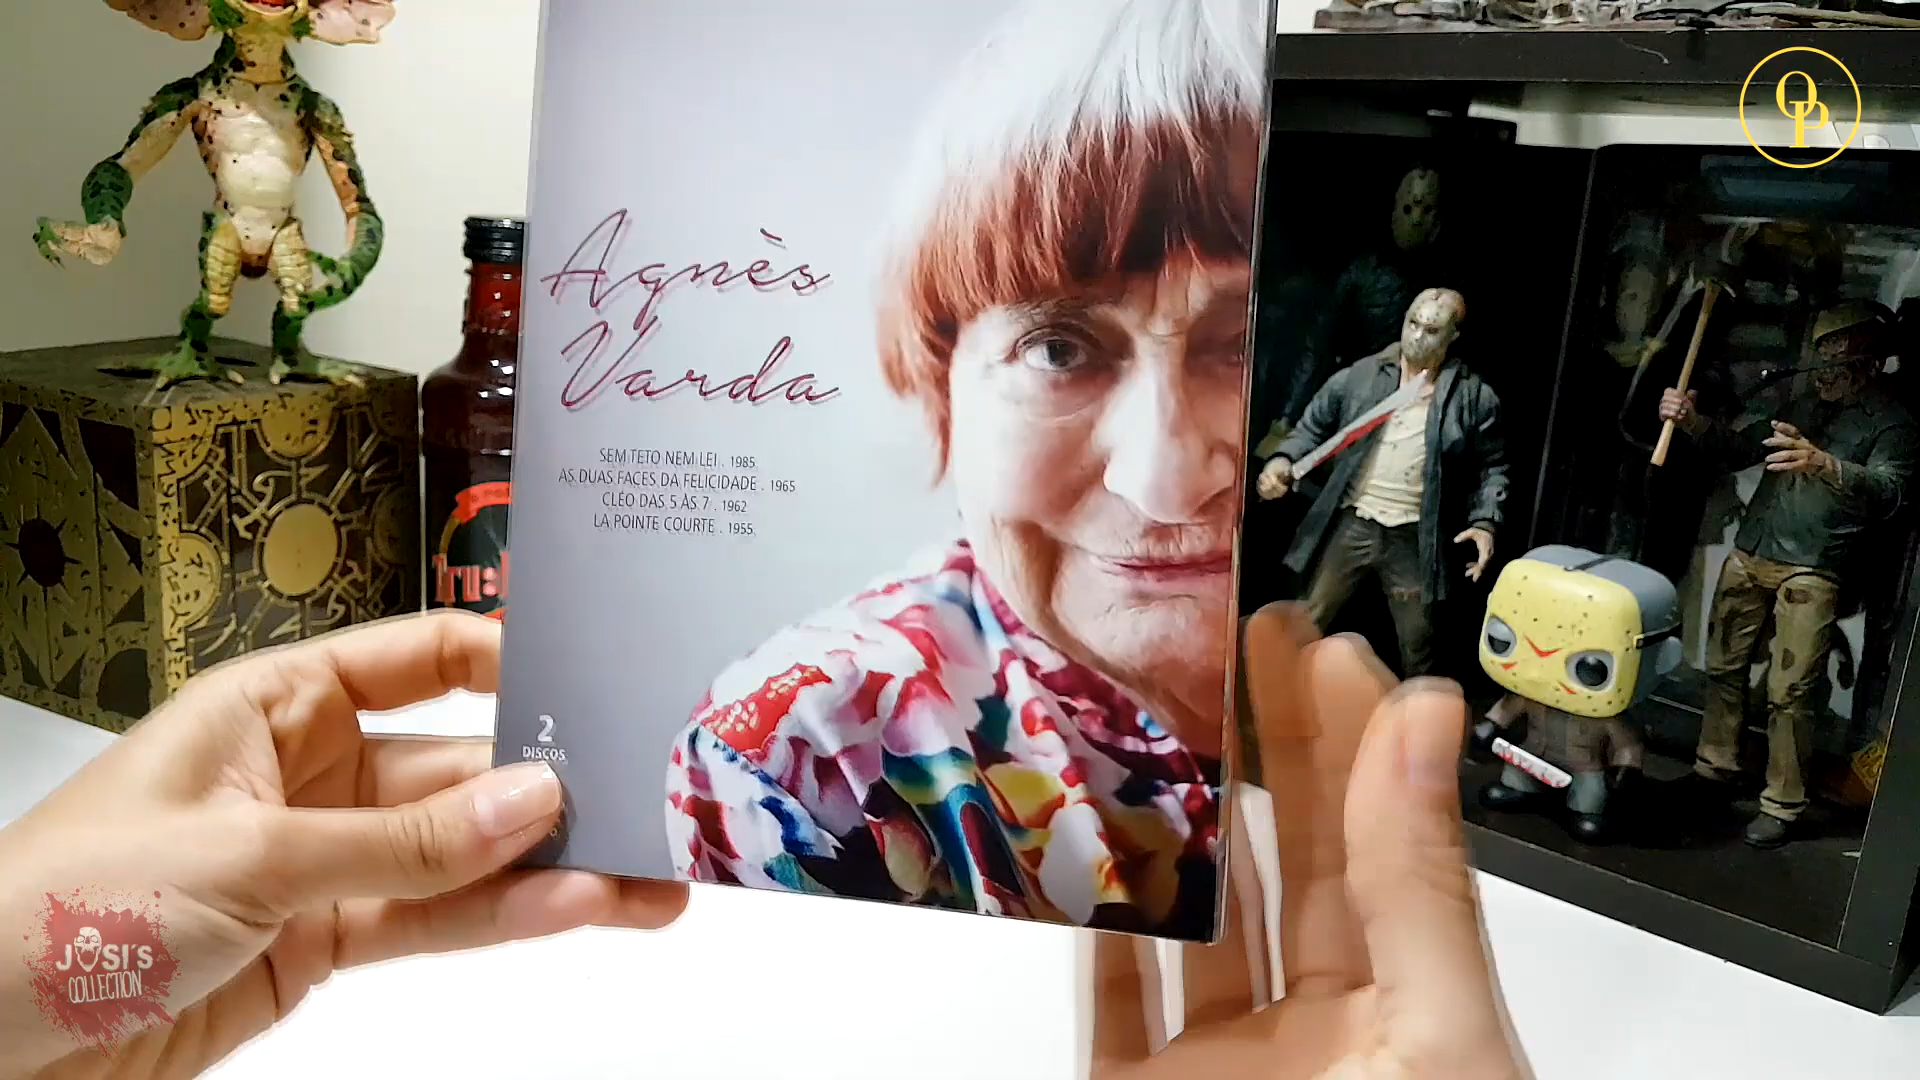 Agnès
Varda
SEM TETO NEM LEI . 1985
AS DUAS FACES DA FELICIDADE . 1965
CLÉO DAS 5 ÀS 7 . 1962
LA POINTE COURTE . 1955
2
DISCOS
OP
JOSI´S
COLLECTION